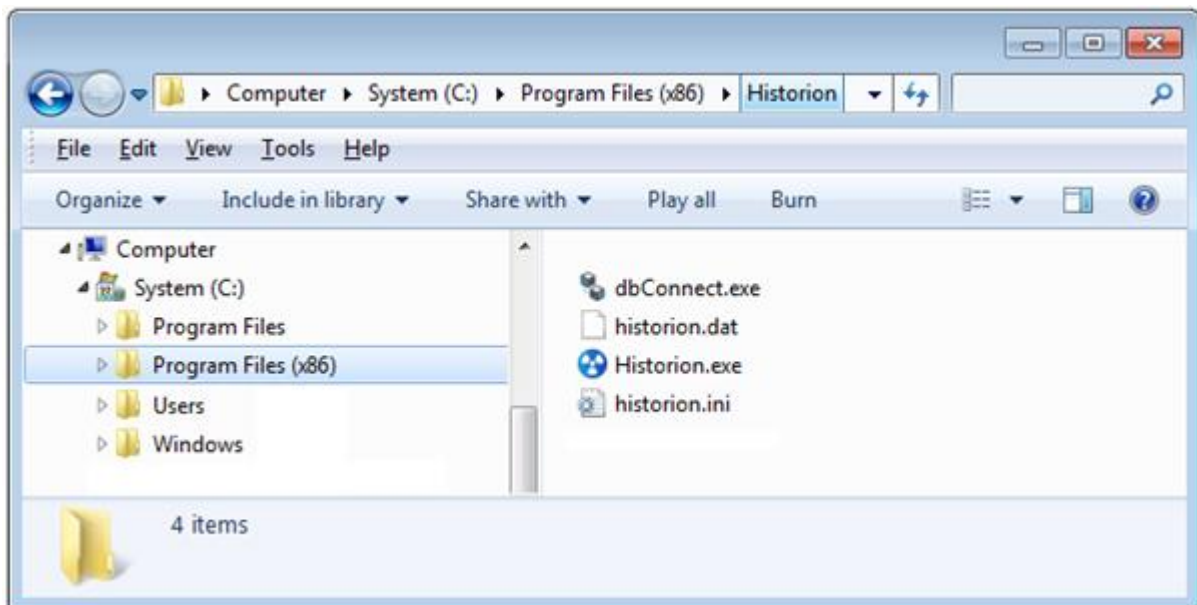 Computer System (C:) Program Files (x86) Historion
File Edit View Tools Help
Organize Include in library Share with Play all Burn
Computer
System (C:)
Program Files
Program Files (x86)
Users
Windows
dbConnect.exe
historion.dat
Historion.exe
historion.ini
4 items